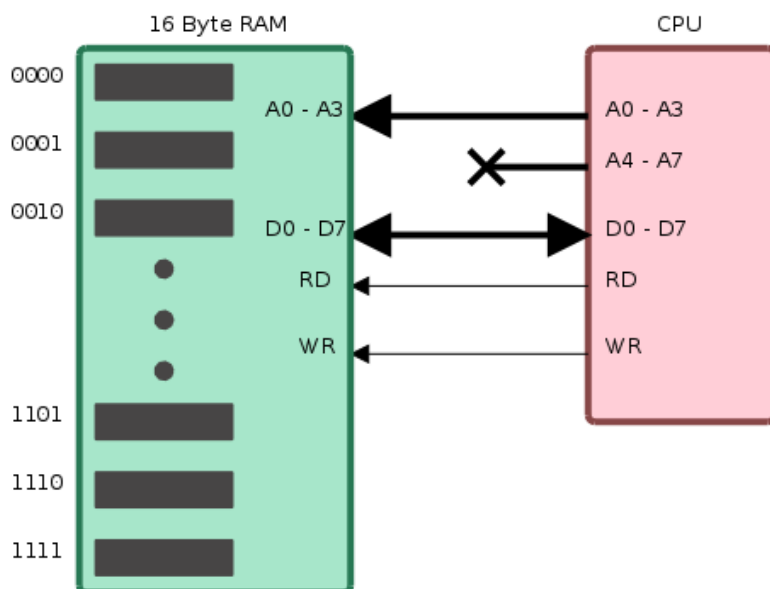 16 Byte RAM
CPU
0000
0001
0010
1101
1110
1111
A0 - A3
D0 - D7
RD
WR
A0 - A3
A4 - A7
D0 - D7
RD
WR